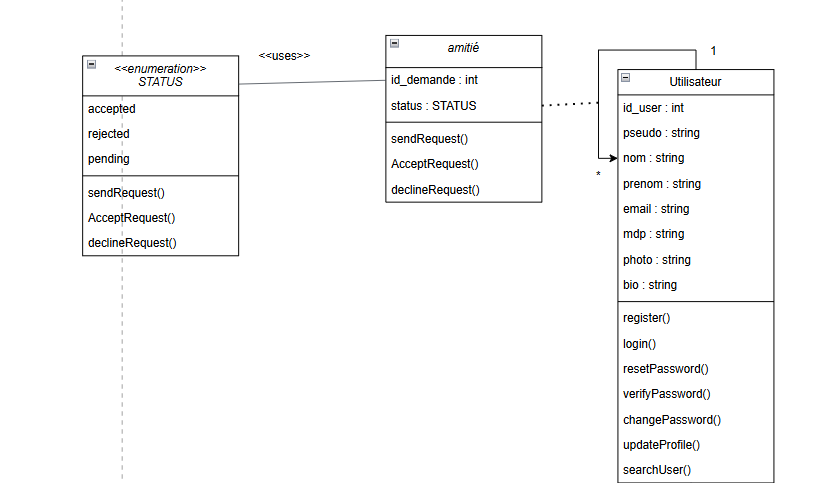 <<enumeration>>
STATUS
accepted
rejected
pending
sendRequest()
AcceptRequest()
declineRequest()
<<uses>>
amitié
id_demande : int
status : STATUS
sendRequest()
AcceptRequest()
declineRequest()
1
*
Utilisateur
id_user : int
pseudo : string
nom : string
prenom : string
email : string
mdp : string
photo : string
bio : string
register()
login()
resetPassword()
verifyPassword()
changePassword()
updateProfile()
searchUser()